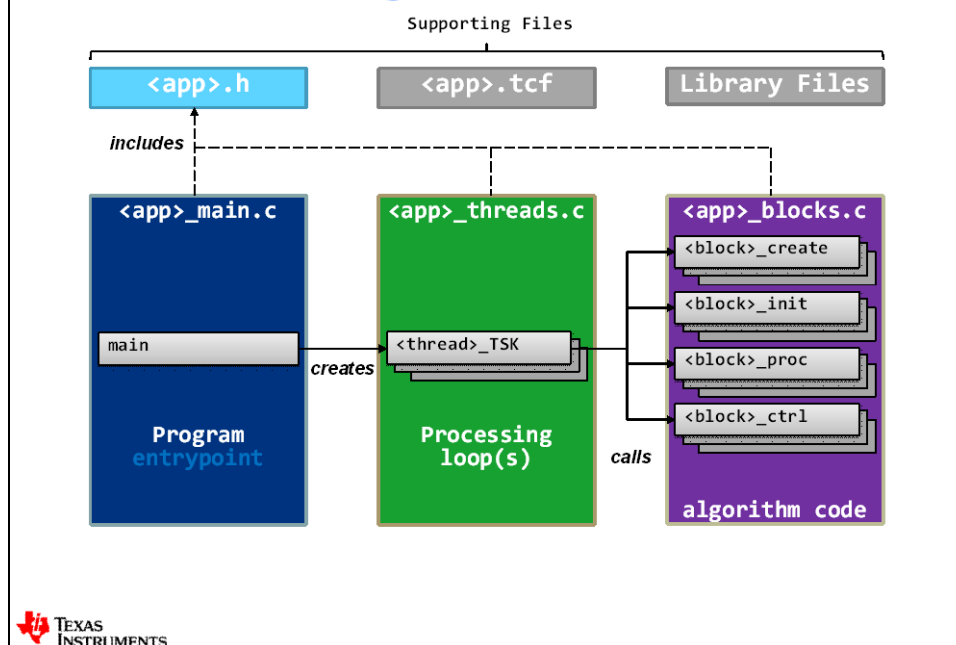 Supporting Files
<app>.h
<app>.tcf
Library Files
includes
<app>_main.c
<app>_threads.c
<app>_blocks.c
<block>_create
<block>_init
main
<thread>_TSK
creates
<block>_proc
<block>_ctrl
Program
entrypoint
Processing
loop(s)
calls
algorithm code
TEXAS
INSTRUMENTS